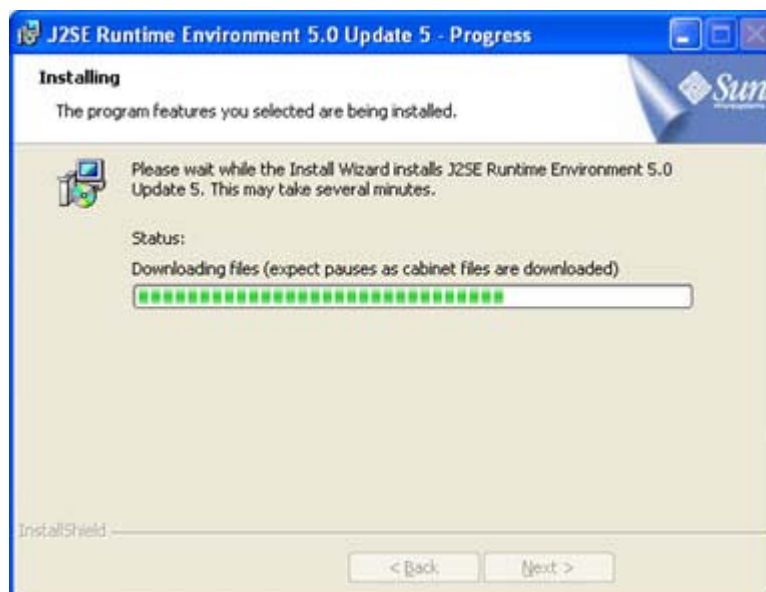 J2SE Runtime Environment 5.0 Update 5 - Progress
Installing
The program features you selected are being installed.
Sun
microsystems
Please wait while the Install Wizard installs J2SE Runtime Environment 5.0
Update 5. This may take several minutes.
Status:
Downloading files (expect pauses as cabinet files are downloaded)
InstallShield
< Back
Next >